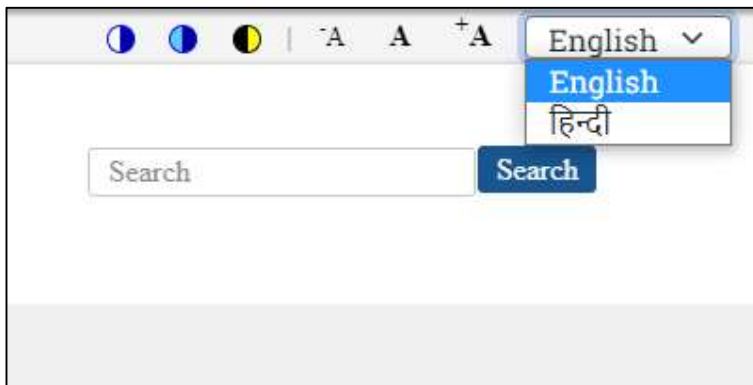 -A A +A English
English
हिन्दी
Search Search